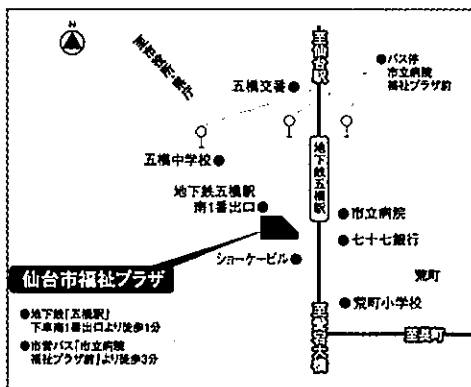 N
至仙台駅
●バス停
市立病院
福祉プラザ前
五橋交番●
五橋中学校●
地下鉄五橋駅
地下鉄五橋駅
南1番出口●
●市立病院
●七十七銀行
仙台市福祉プラザ
ショーケービル●
荒町
●荒町小学校
至長町
●地下鉄「五橋駅」
下車南1番出口より徒歩1分
●市営バス「市立病院
福祉プラザ前」より徒歩3分